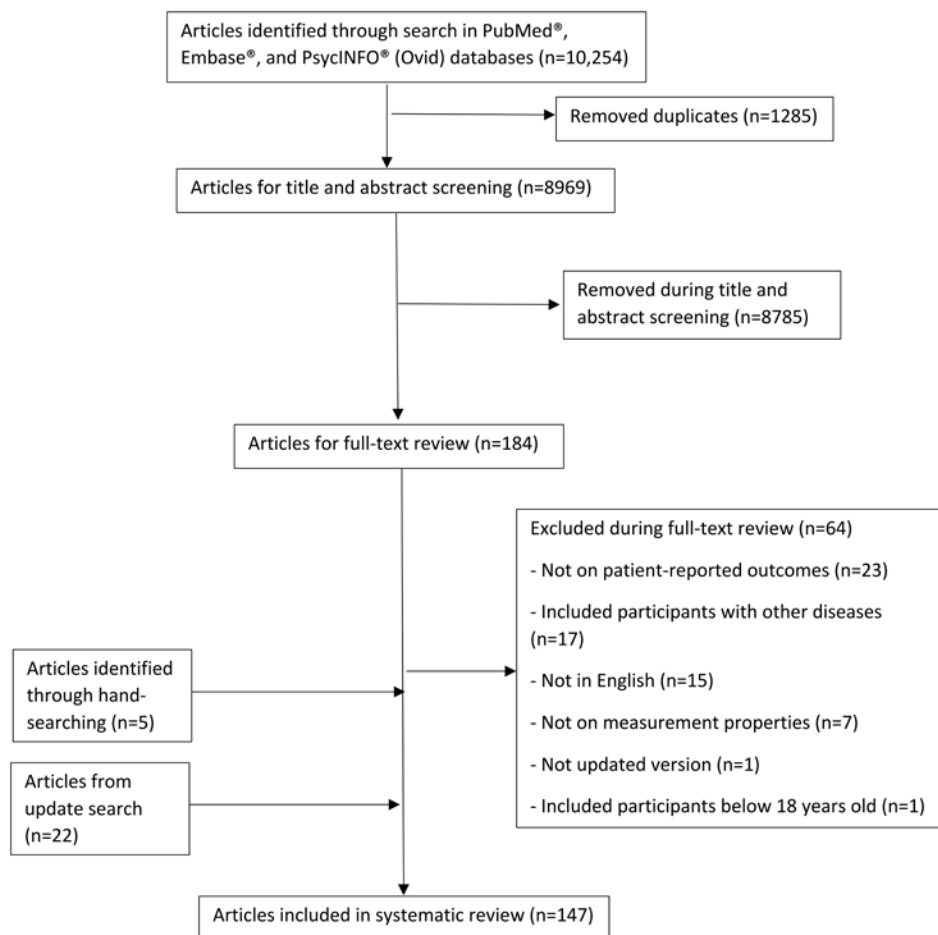 Articles identified through search in PubMed®,
Embase®, and PsycINFO® (Ovid) databases (n=10,254)
Removed duplicates (n=1285)
Articles for title and abstract screening (n=8969)
Removed during title and
abstract screening (n=8785)
Articles for full-text review (n=184)
Excluded during full-text review (n=64)
- Not on patient-reported outcomes (n=23)
- Included participants with other diseases
(n=17)
- Not in English (n=15)
- Not on measurement properties (n=7)
- Not updated version (n=1)
- Included participants below 18 years old (n=1)
Articles identified
through hand-
searching (n=5)
Articles from
update search
(n=22)
Articles included in systematic review (n=147)